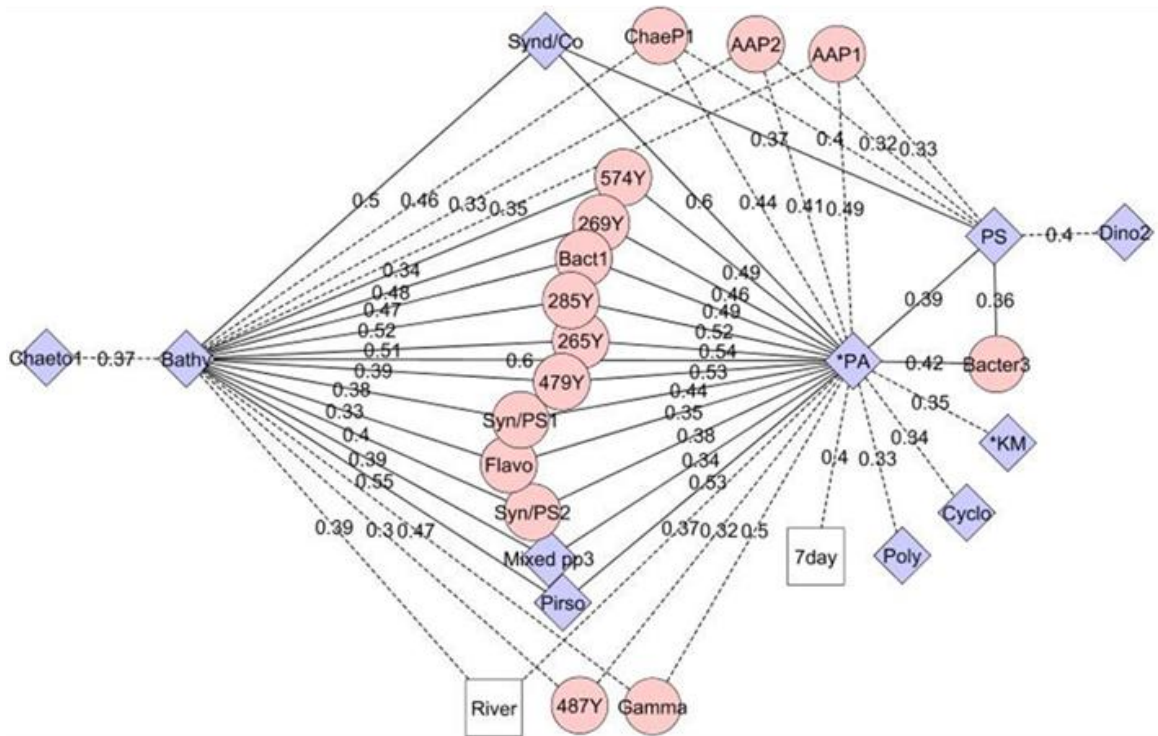 Synd/Co
ChaeP1
AAP2
AAP1
0.37
0.4
0.32
0.33
574Y
0.5
0.46
0.33
0.35
0.6
0.44
0.41
0.49
269Y
PS
0.4
Dino2
Bact1
0.34
0.49
0.48
0.46
0.47
0.49
285Y
0.39
0.36
0.52
0.52
265Y
0.51
0.54
Chaeto1
0.37
Bathy
0.6
*PA
0.42
Bacter3
0.39
479Y
0.53
0.38
0.44
0.35
0.33
Syn/PS1
0.35
0.4
0.38
0.34
*KM
0.39
Flavo
0.34
0.4
0.33
0.55
0.53
Syn/PS2
Cyclo
0.39
0.3
0.47
0.37
0.32
0.5
Mixed pp3
7day
Poly
Pirso
River
487Y
Gamma